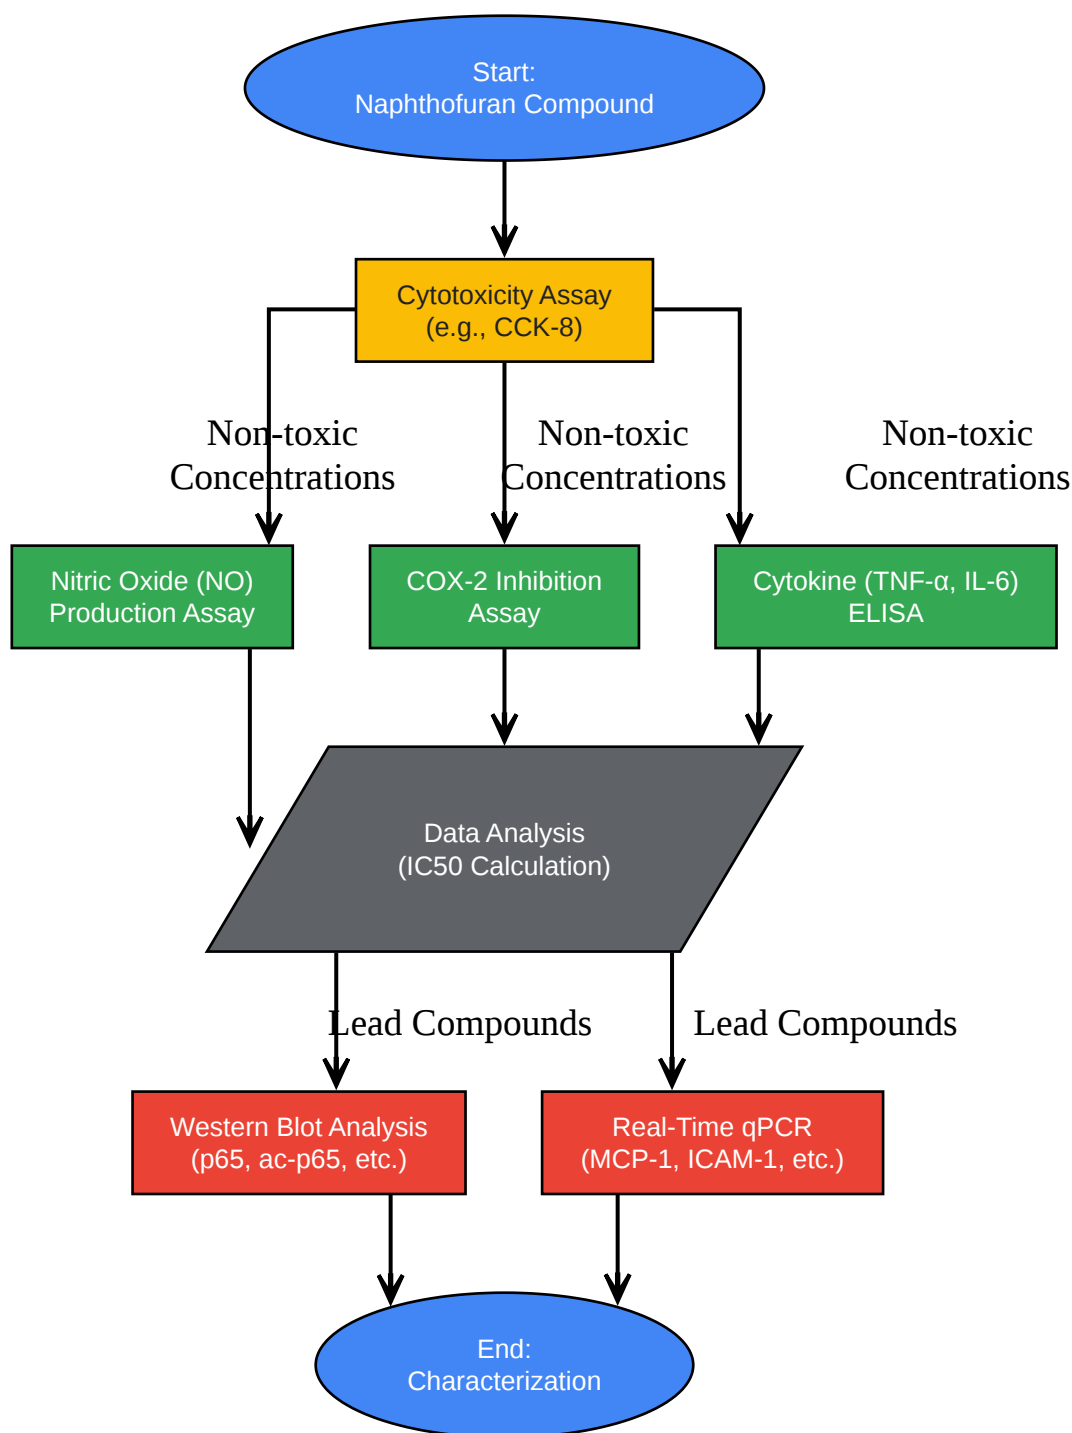 Start:
Naphthofuran Compound
Cytotoxicity Assay
(e.g., CCK-8)
Non-toxic
Concentrations
Non-toxic
Concentrations
Non-toxic
Concentrations
Nitric Oxide (NO)
Production Assay
COX-2 Inhibition
Assay
Cytokine (TNF-α, IL-6)
ELISA
Data Analysis
(IC50 Calculation)
Lead Compounds
Lead Compounds
Western Blot Analysis
(p65, ac-p65, etc.)
Real-Time qPCR
(MCP-1, ICAM-1, etc.)
End:
Characterization